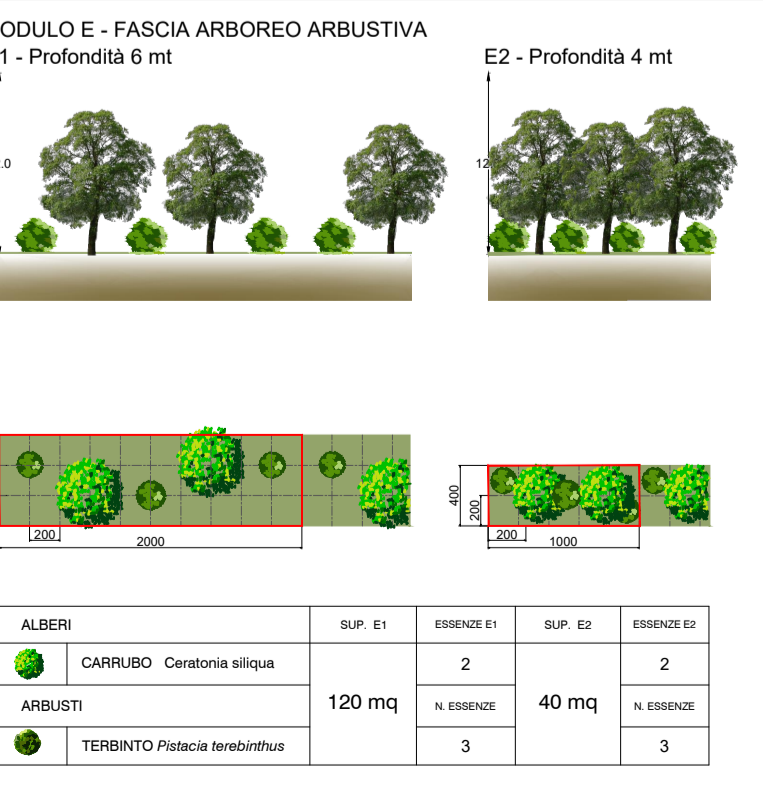 ODULO E - FASCIA ARBOREO ARBUSTIVA
1 - Profondità 6 mt
E2 - Profondità 4 mt
.0
12
400
200
200
2000
200
1000
ALBERI SUP. E1 ESSENZE E1 SUP. E2 ESSENZE E2
CARRUBO Ceratonia siliqua 2 2
120 mq 40 mq
ARBUSTI N. ESSENZE N. ESSENZE
TERBINTO Pistacia terebinthus 3 3